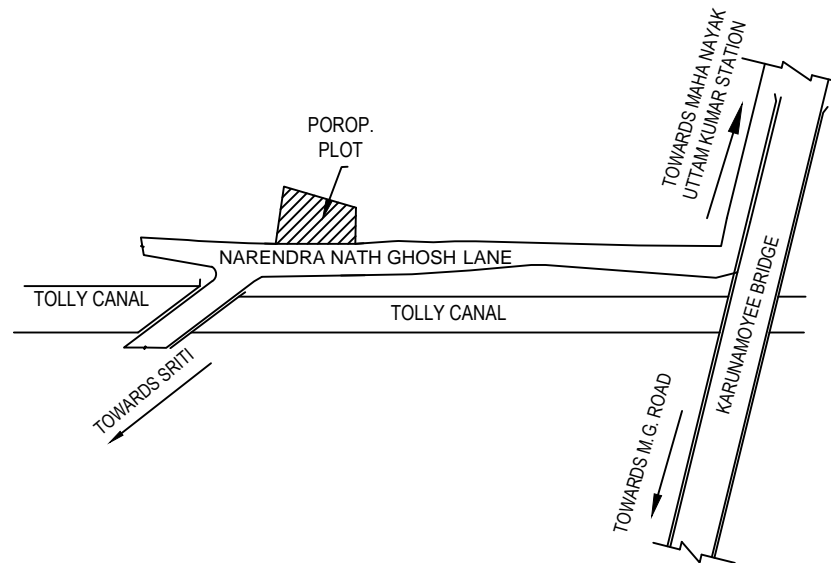 TOWARDS MAHA NAYAK
UTTAM KUMAR STATION
POROP.
PLOT
NARENDRA NATH GHOSH LANE
TOLLY CANAL
TOLLY CANAL
KARUNAMOYEE BRIDGE
TOWARDS SRITI
TOWARDS M.G. ROAD